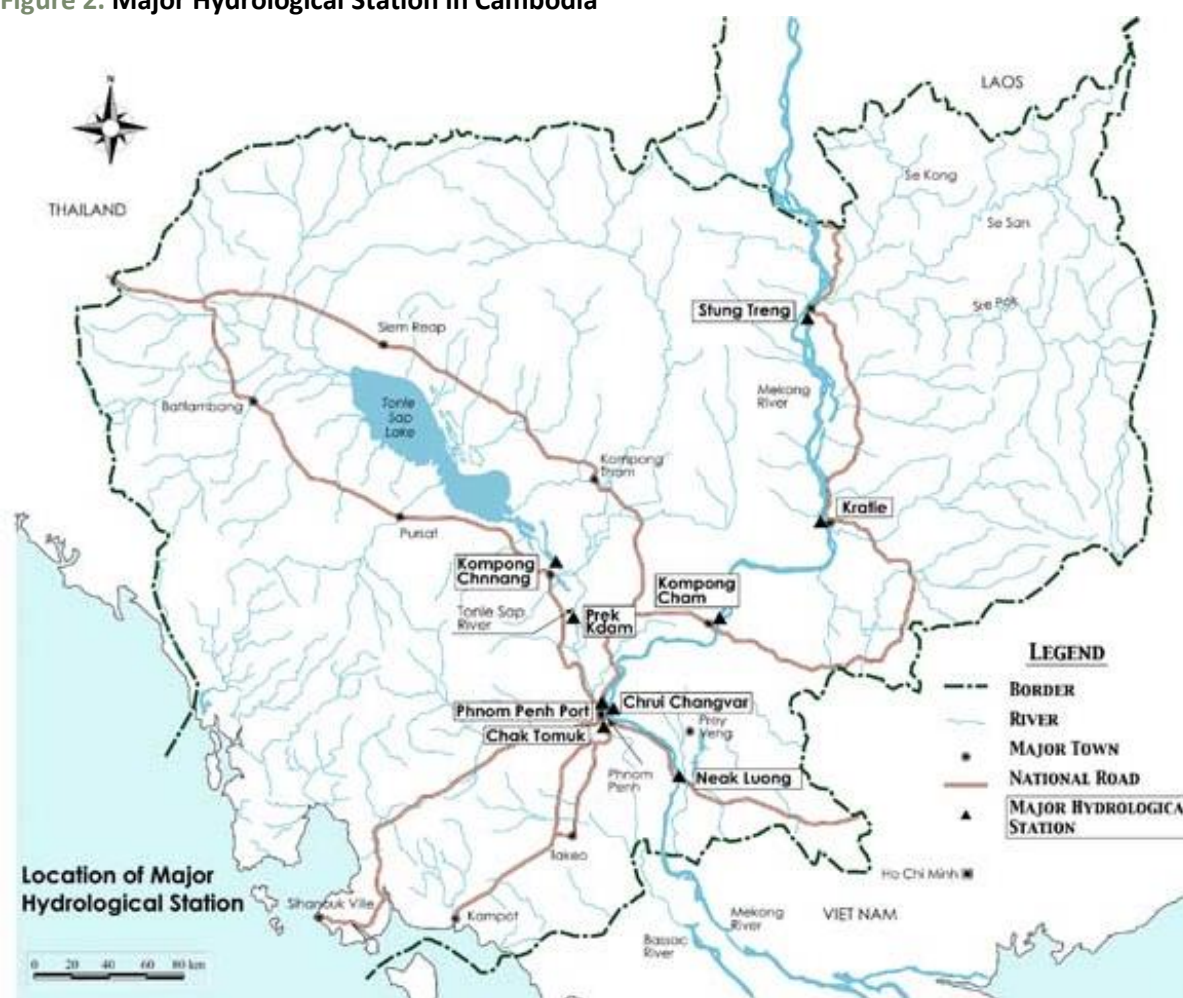 Figure 2. Major Hydrological Station in Cambodia
N
LAOS
THAILAND
Se Kong
Se San
Sre Pok
Stung Treng
Siem Reap
Mekong
River
Battambang
Tonle
Sap
Lake
Kompong
Tham
Kratie
Pursat
Kompong
Chnnang
Kompong
Cham
Tonle Sap
River
Prek
Kdam
Phnom Penh Port
Chrui Changvar
Chak Tomuk
Prey
Veng
Phnom
Penh
Neak Luong
Takeo
LEGEND
BORDER
RIVER
MAJOR TOWN
NATIONAL ROAD
MAJOR HYDROLOGICA
STATION
Location of Major
Hydrological Station
Sihanouk Ville
Kampot
Ho Chi Minh
Mekong
River
VIET NAM
Bassac
River
0 20 40 60 80 km